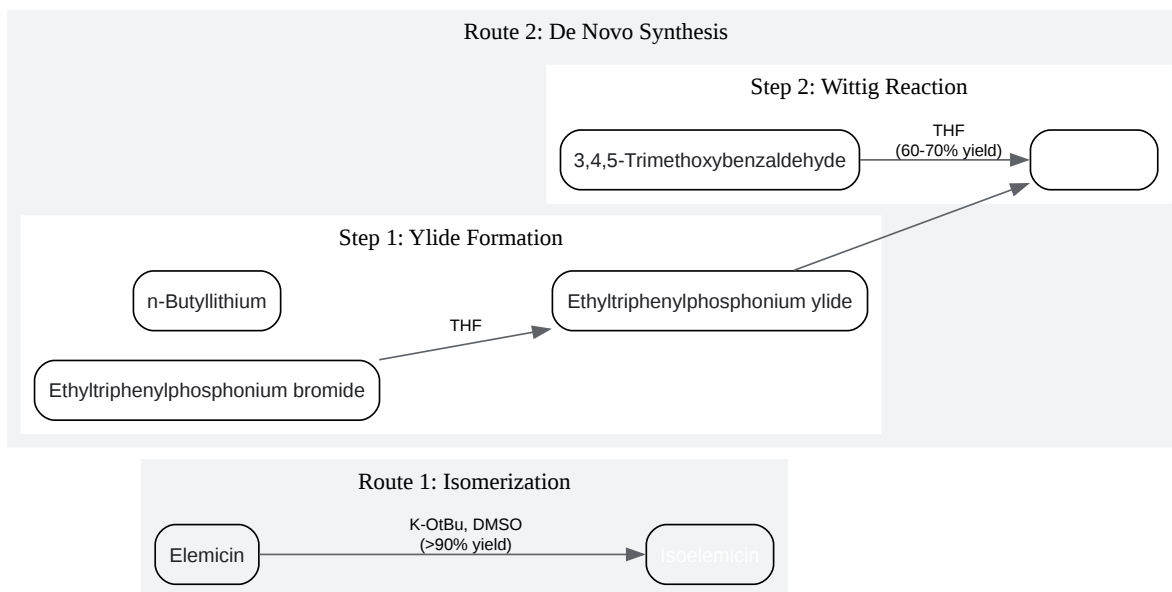 Route 2: De Novo Synthesis
Step 2: Wittig Reaction
3,4,5-Trimethoxybenzaldehyde
THF
(60-70% yield)
Step 1: Ylide Formation
n-Butyllithium
Ethyltriphenylphosphonium ylide
THF
Ethyltriphenylphosphonium bromide
Route 1: Isomerization
Elemicin
K-OtBu, DMSO
(>90% yield)
Isoelemicin